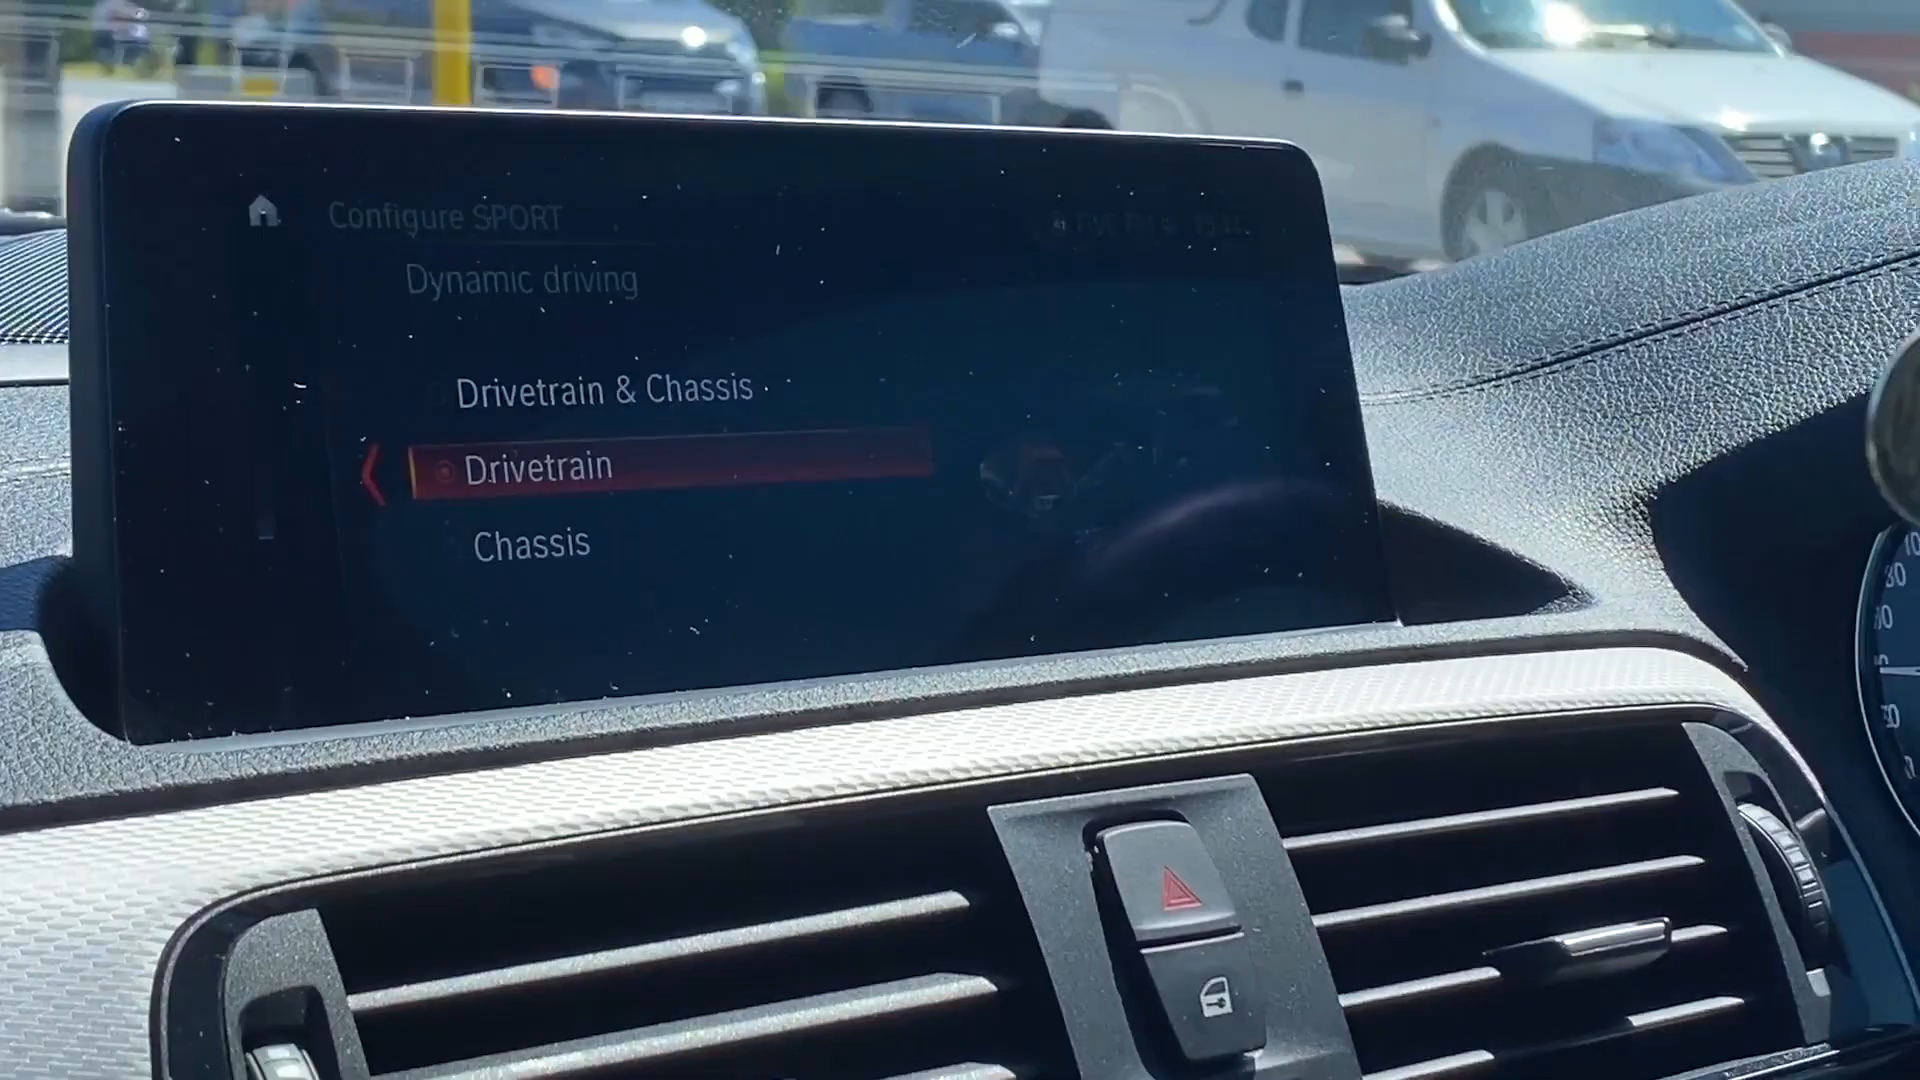 Configure SPORT
Dynamic driving
Drivetrain & Chassis
Drivetrain
Chassis